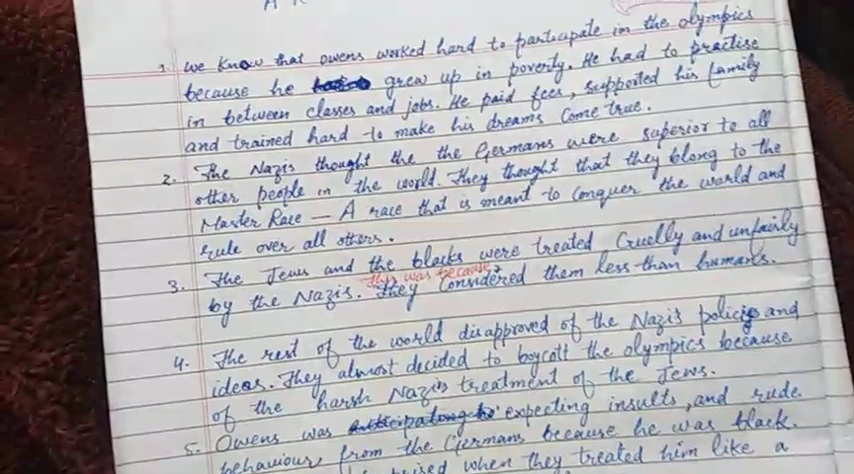 1. We know that owens worked hard to participate in the olympics
because he grew up in poverty. He had to practise
in between classes and jobs. He paid fees, supported his family
and trained hard to make his dreams come true.
2. The Nazis thought the the Germans were superior to all
other people in the world. They thought that they blong to the
Master Race — A race that is meant to conquer the world and
rule over all others.
3. The Jews and the blacks were treated cruelly and unfairly
this was because
by the Nazis. They considered them less than humans.
4. The rest of the world disapproved of the Nazis policies and
ideas. They almost decided to boycott the olympics because
of the harsh Nazis treatment of the Jews.
5. Owens was expecting insults, and rude
behaviours from the Germans because he was black.
when they treated him like a